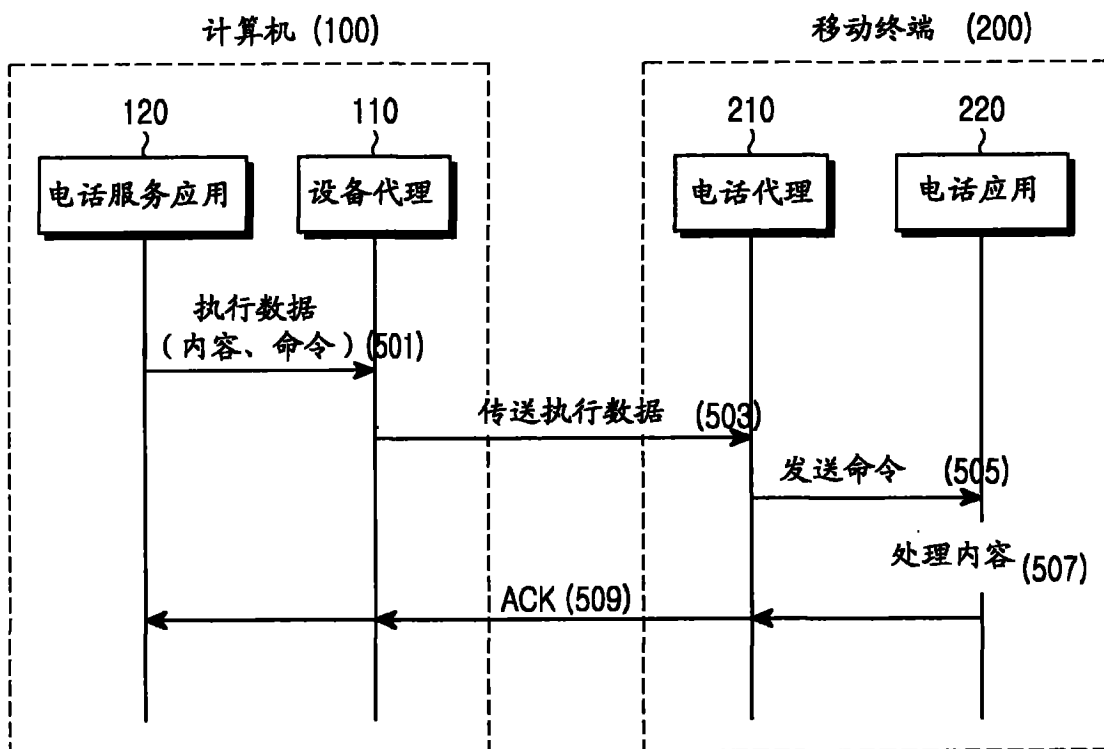 计算机 (100)
移动终端 (200)
120
110
210
220
电话服务应用
设备代理
电话代理
电话应用
执行数据
(内容、命令) (501)
传送执行数据 (503)
发送命令 (505)
处理内容 (507)
ACK (509)